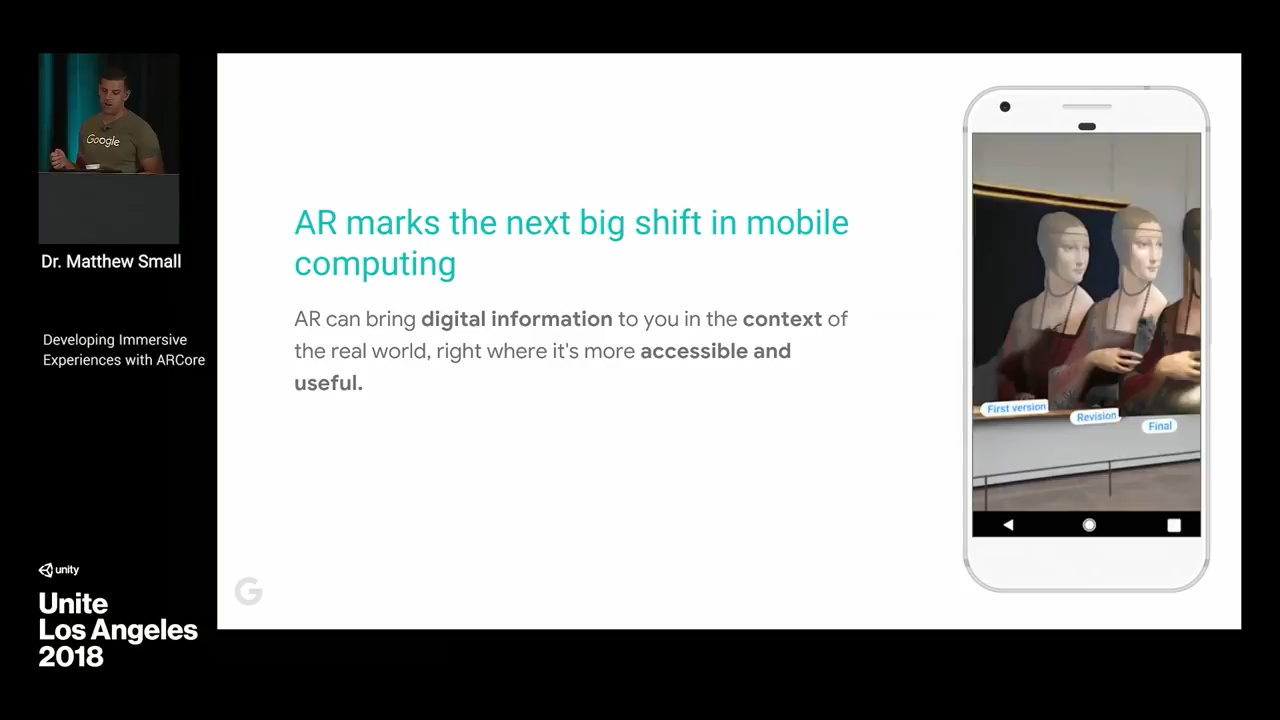 Google
Dr. Matthew Small
Developing Immersive
Experiences with ARCore
unity
Unite
Los Angeles
2018
AR marks the next big shift in mobile
computing
AR can bring digital information to you in the context of
the real world, right where it's more accessible and
useful.
G
First version
Revision
Final